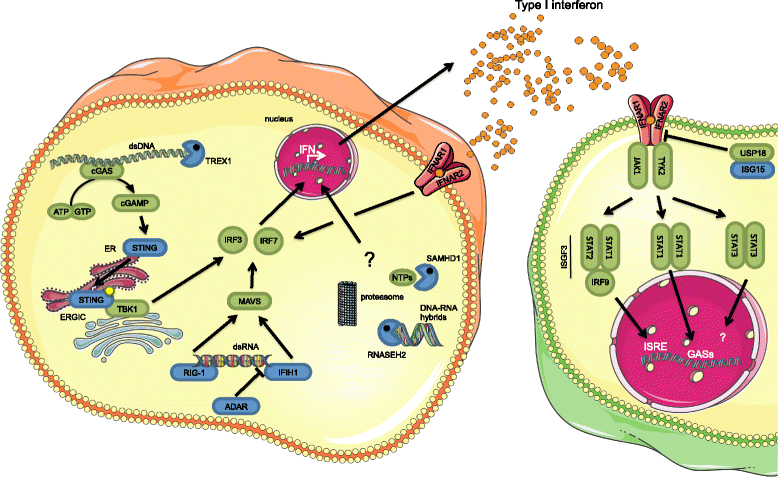 Type I interferon
nucleus
IFN
dsDNA
TREX1
cGAS
ATP
GTP
cGAMP
ER
STING
STING
ERGIC
TBK1
IRF3
IRF7
MAVS
dsRNA
RIG-1
IFIH1
ADAR
IFNAR1
IFNAR2
?
SAMHD1
NTPs
proteasome
DNA-RNA
hybrids
RNASEH2
IFNAR1
IFNAR2
JAK1
TYK2
USP18
ISG15
ISGF3
STAT2
STAT1
IRF9
STAT1
STAT1
STAT3
STAT3
ISRE
GASs
?